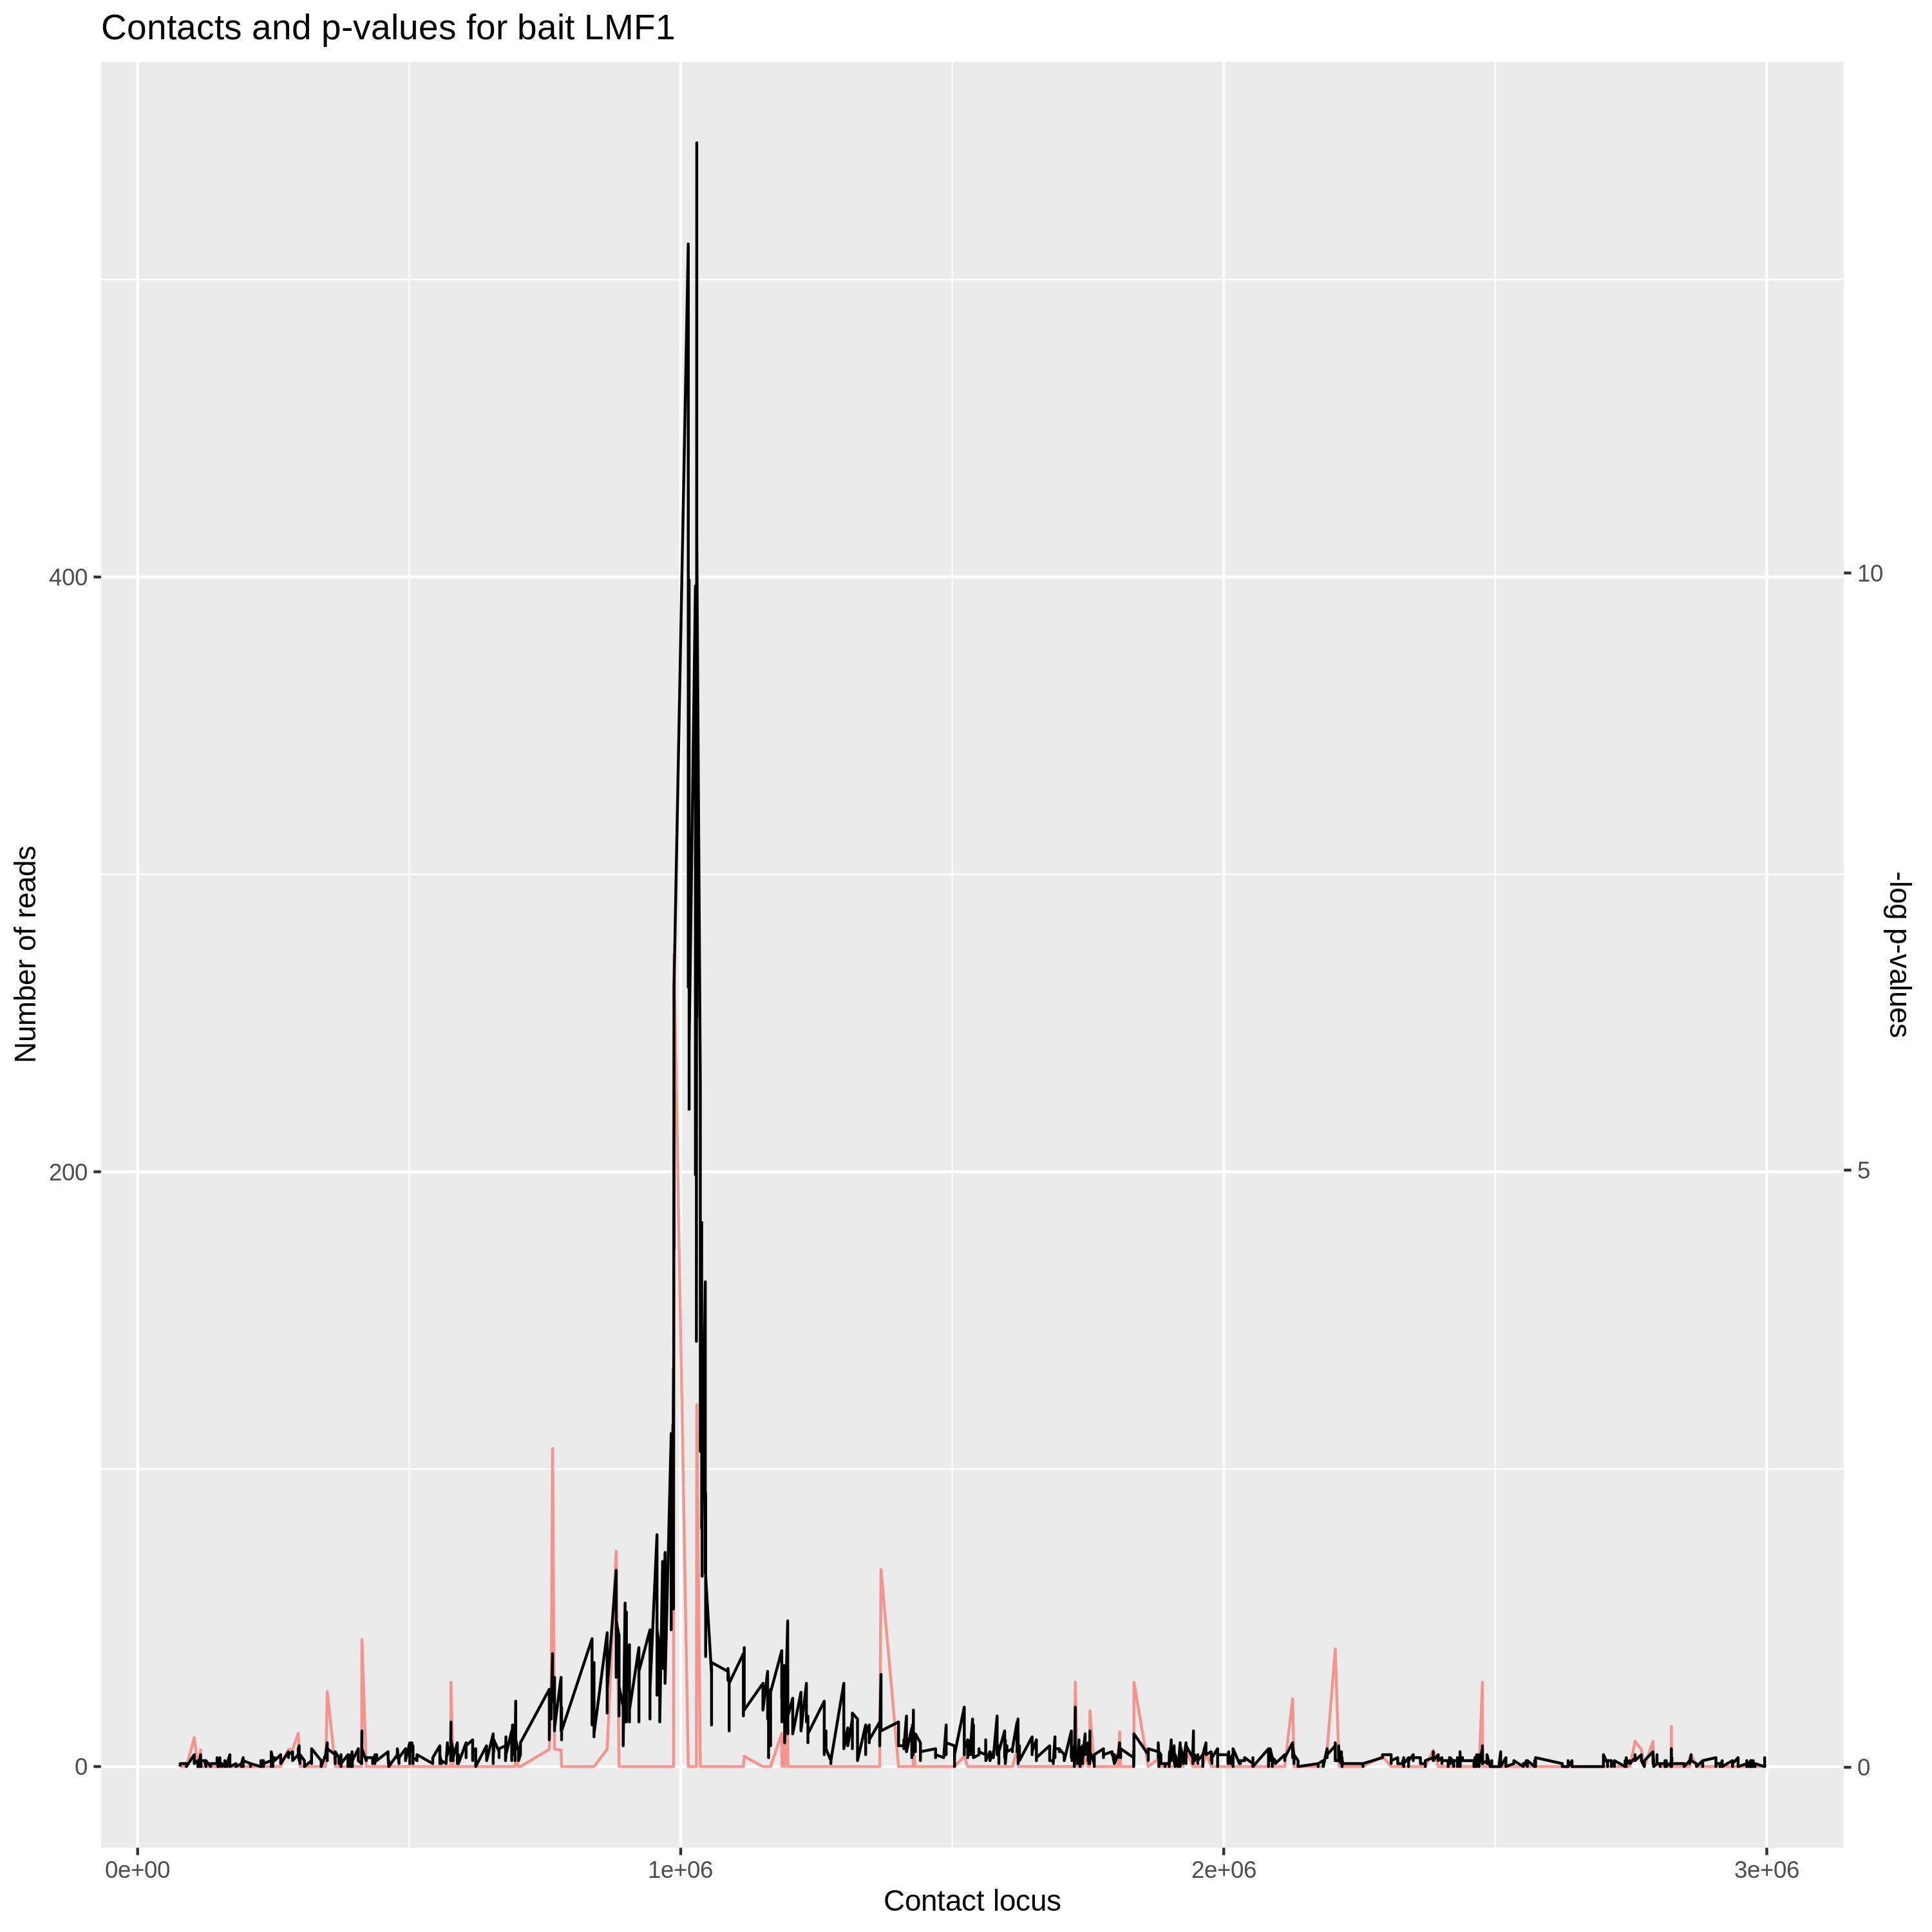 Contacts and p-values for bait LMF1
Number of reads
400
200
0
10
5
0
-log p-values
0e+00
1e+06
2e+06
3e+06
Contact locus